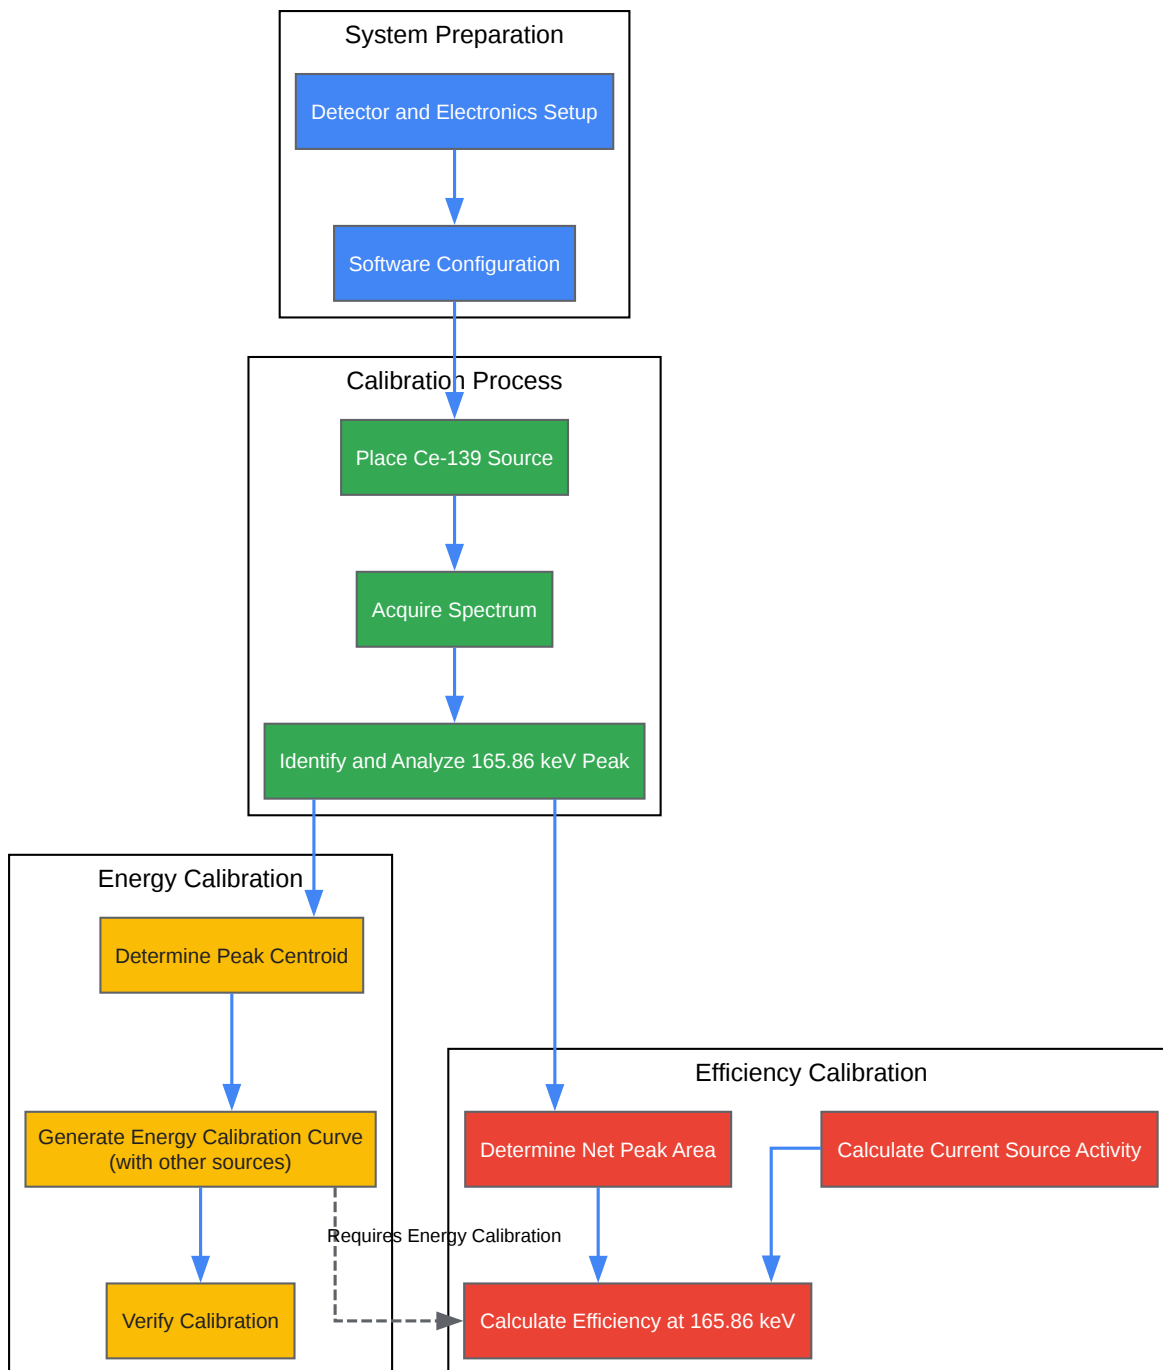 System Preparation
Detector and Electronics Setup
Software Configuration
Calibration Process
Place Ce-139 Source
Acquire Spectrum
Identify and Analyze 165.86 keV Peak
Energy Calibration
Determine Peak Centroid
Generate Energy Calibration Curve
(with other sources)
Verify Calibration
Requires Energy Calibration
Efficiency Calibration
Determine Net Peak Area
Calculate Current Source Activity
Calculate Efficiency at 165.86 keV